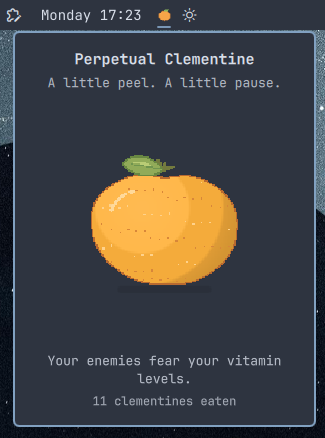 Monday 17:23
Perpetual Clementine
A little peel. A little pause.
Your enemies fear your vitamin
levels.
11 clementines eaten